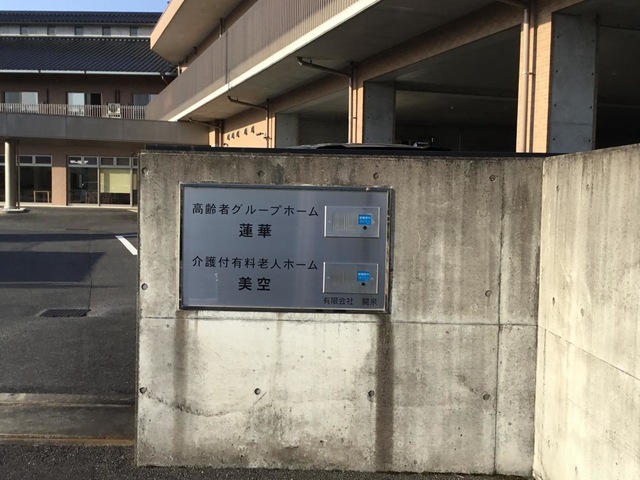 高齢者グループホーム
蓮華
介護付有料老人ホーム
美空
有限会社